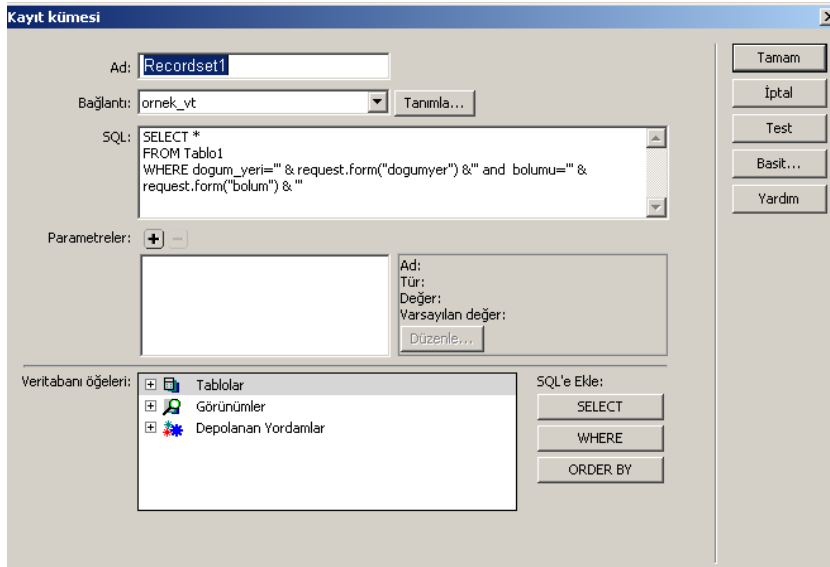 Kayıt kümesi
Ad: Recordset1
Bağlantı: ornek_vt Tanımla...
SQL: SELECT *
FROM Tablo1
WHERE dogum_yeri='" & request.form("dogumyer") &"' and bolumu='" &
request.form("bolum") & '"
Parametreler:
Ad:
Tür:
Değer:
Varsayılan değer:
Düzenle...
Veritabanı öğeleri:
Tablolar
Görünümler
Depolanan Yordamlar
SQL'e Ekle:
SELECT
WHERE
ORDER BY
Tamam
İptal
Test
Basit...
Yardım